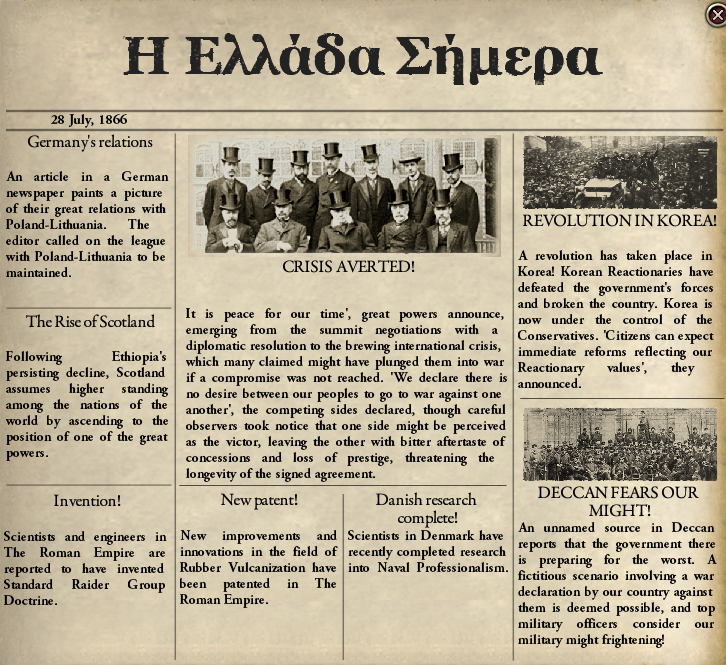 Η Ελλάδα Σήμερα
28 July, 1866
Germany's relations
An article in a German
newspaper paints a picture
of their great relations with
Poland-Lithuania. The
editor called on the league
with Poland-Lithuania to be
maintained.
The Rise of Scotland
Following Ethiopia's
persisting decline, Scotland
assumes higher standing
among the nations of the
world by ascending to the
position of one of the great
powers.
Invention!
Scientists and engineers in
The Roman Empire are
reported to have invented
Standard Raider Group
Doctrine.
CRISIS AVERTED!
It is peace for our time', great powers announce,
emerging from the summit negotiations with a
diplomatic resolution to the brewing international crisis,
which many claimed might have plunged them into war
if a compromise was not reached. 'We declare there is
no desire between our peoples to go to war against one
another', the competing sides declared, though careful
observers took notice that one side might be perceived
as the victor, leaving the other with bitter aftertaste of
concessions and loss of prestige, threatening the
longevity of the signed agreement.
New patent!
New improvements and
innovations in the field of
Rubber Vulcanization have
been patented in The
Roman Empire.
Danish research
complete!
Scientists in Denmark have
recently completed research
into Naval Professionalism.
REVOLUTION IN KOREA!
A revolution has taken place in
Korea! Korean Reactionaries have
defeated the government's forces
and broken the country. Korea is
now under the control of the
Conservatives. 'Citizens can expect
immediate reforms reflecting our
Reactionary values', they
announced.
DECCAN FEARS OUR
MIGHT!
An unnamed source in Deccan
reports that the government there
is preparing for the worst. A
fictitious scenario involving a war
declaration by our country against
them is deemed possible, and top
military officers consider our
military might frightening!